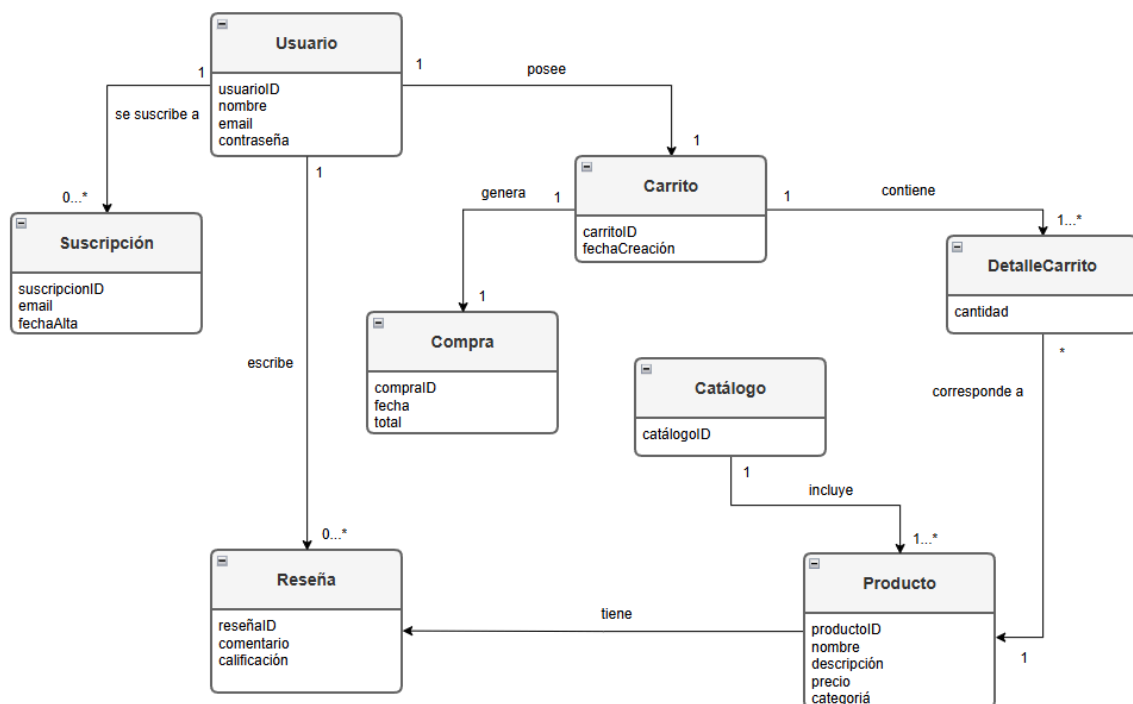 Usuario
usuarioID
nombre
email
contraseña
1
se suscribe a
0...*
1
posee
1
1
Suscripción
suscripcionID
email
fechaAlta
Carrito
carritoID
fechaCreación
genera
1
1
1
contiene
1...*
Compra
compraID
fecha
total
DetalleCarrito
cantidad
*
corresponde a
1
Catálogo
catálogoID
1
incluye
1...*
escribe
0...*
Reseña
reseñaID
comentario
calificación
tiene
Producto
productoID
nombre
descripción
precio
categoriá